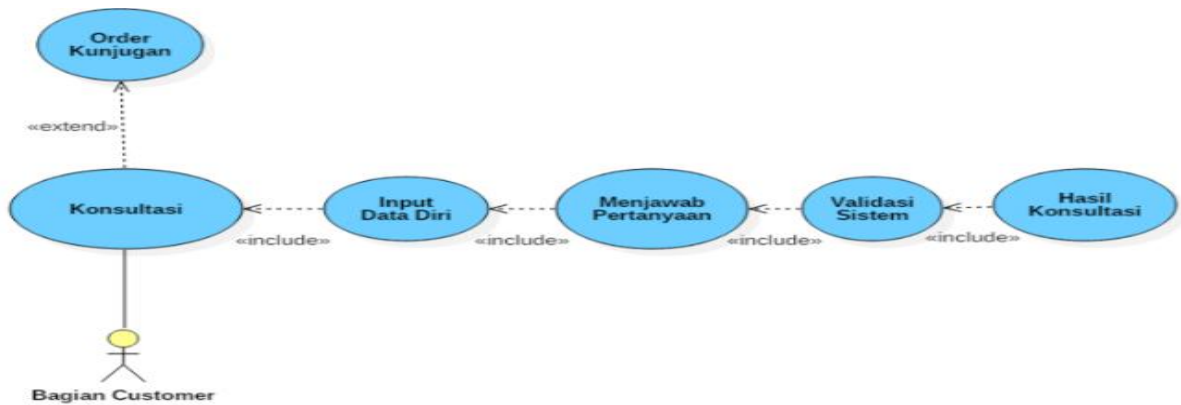 Order
Kunjugan
«extend»
Konsultasi
Input
Data Diri
Menjawab
Pertanyaan
Validasi
Sistem
Hasil
Konsultasi
«include»
«include»
«include»
«include»
Bagian Customer